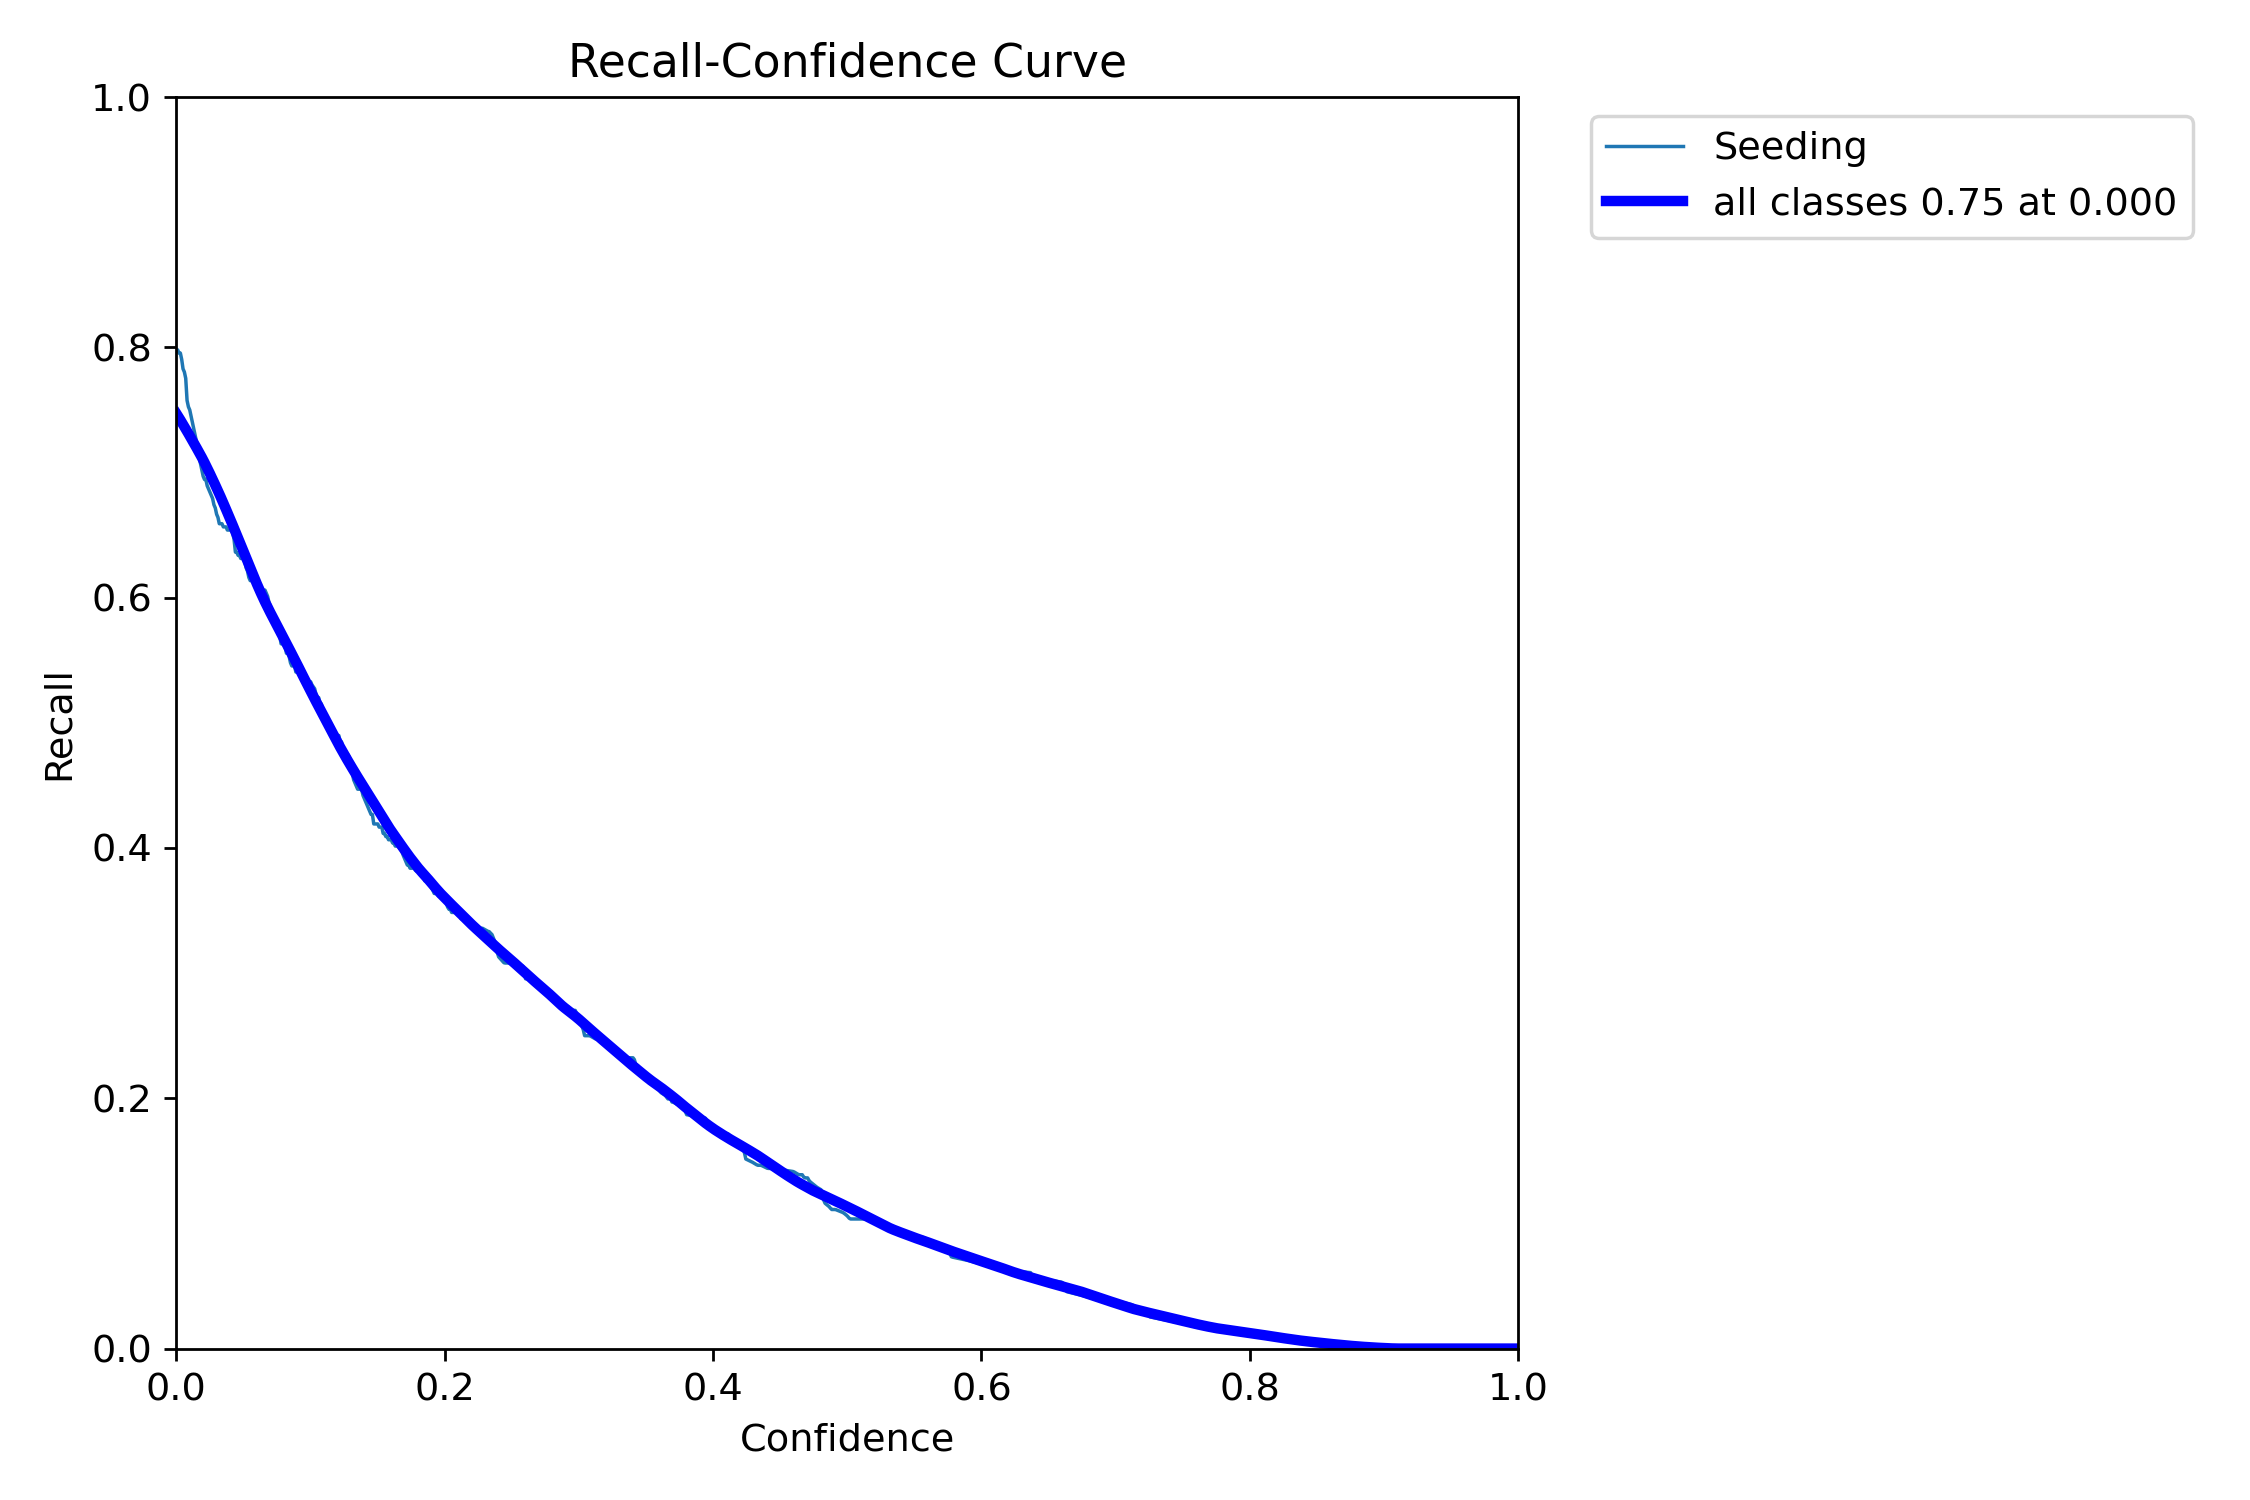 Recall-Confidence Curve
1.0
0.8
0.6
0.4
0.2
0.0
Recall
0.0 0.2 0.4 0.6 0.8 1.0
Confidence
Seeding
all classes 0.75 at 0.000